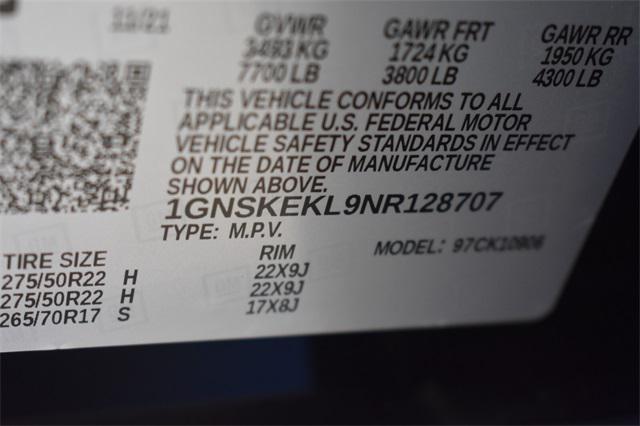 11/21 GVWR GAWR FRT GAWR RR
3493 KG 1724 KG 1950 KG
7700 LB 3800 LB 4300 LB
THIS VEHICLE CONFORMS TO ALL
APPLICABLE U.S. FEDERAL MOTOR
VEHICLE SAFETY STANDARDS IN EFFECT
ON THE DATE OF MANUFACTURE
SHOWN ABOVE.
1GNSKEKL9NR128707
TYPE: M.P.V. MODEL: 97CK10906
TIRE SIZE RIM
275/50R22 H 22X9J
275/50R22 H 22X9J
265/70R17 S 17X8J